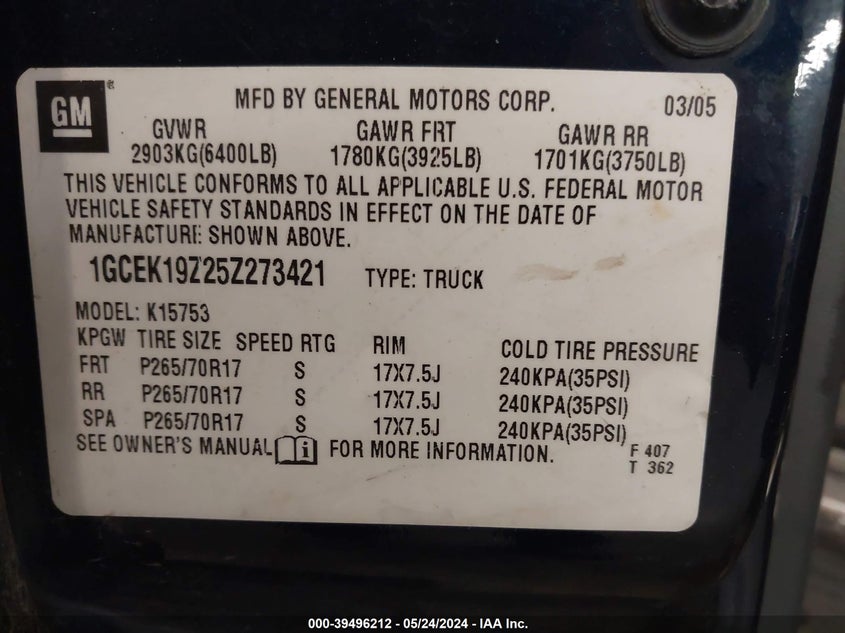 GM®
MFD BY GENERAL MOTORS CORP. 03/05
GVWR GAWR FRT GAWR RR
2903KG(6400LB) 1780KG(3925LB) 1701KG(3750LB)
THIS VEHICLE CONFORMS TO ALL APPLICABLE U.S. FEDERAL MOTOR
VEHICLE SAFETY STANDARDS IN EFFECT ON THE DATE OF
MANUFACTURE SHOWN ABOVE.
1GCEK19Z25Z273421 TYPE: TRUCK
MODEL: K15753
KPGW TIRE SIZE SPEED RTG RIM COLD TIRE PRESSURE
FRT P265/70R17 S 17X7.5J 240KPA(35PSI)
RR P265/70R17 S 17X7.5J 240KPA(35PSI)
SPA P265/70R17 S 17X7.5J 240KPA(35PSI)
SEE OWNER'S MANUAL i FOR MORE INFORMATION.
F 407
T 362
000-39496212 - 05/24/2024 - IAA Inc.